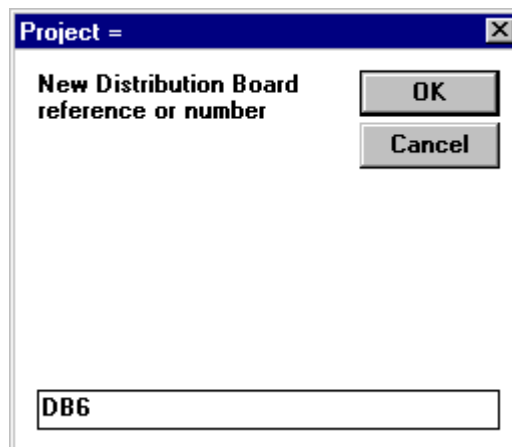 Project =
New Distribution Board
reference or number
OK
Cancel
DB6